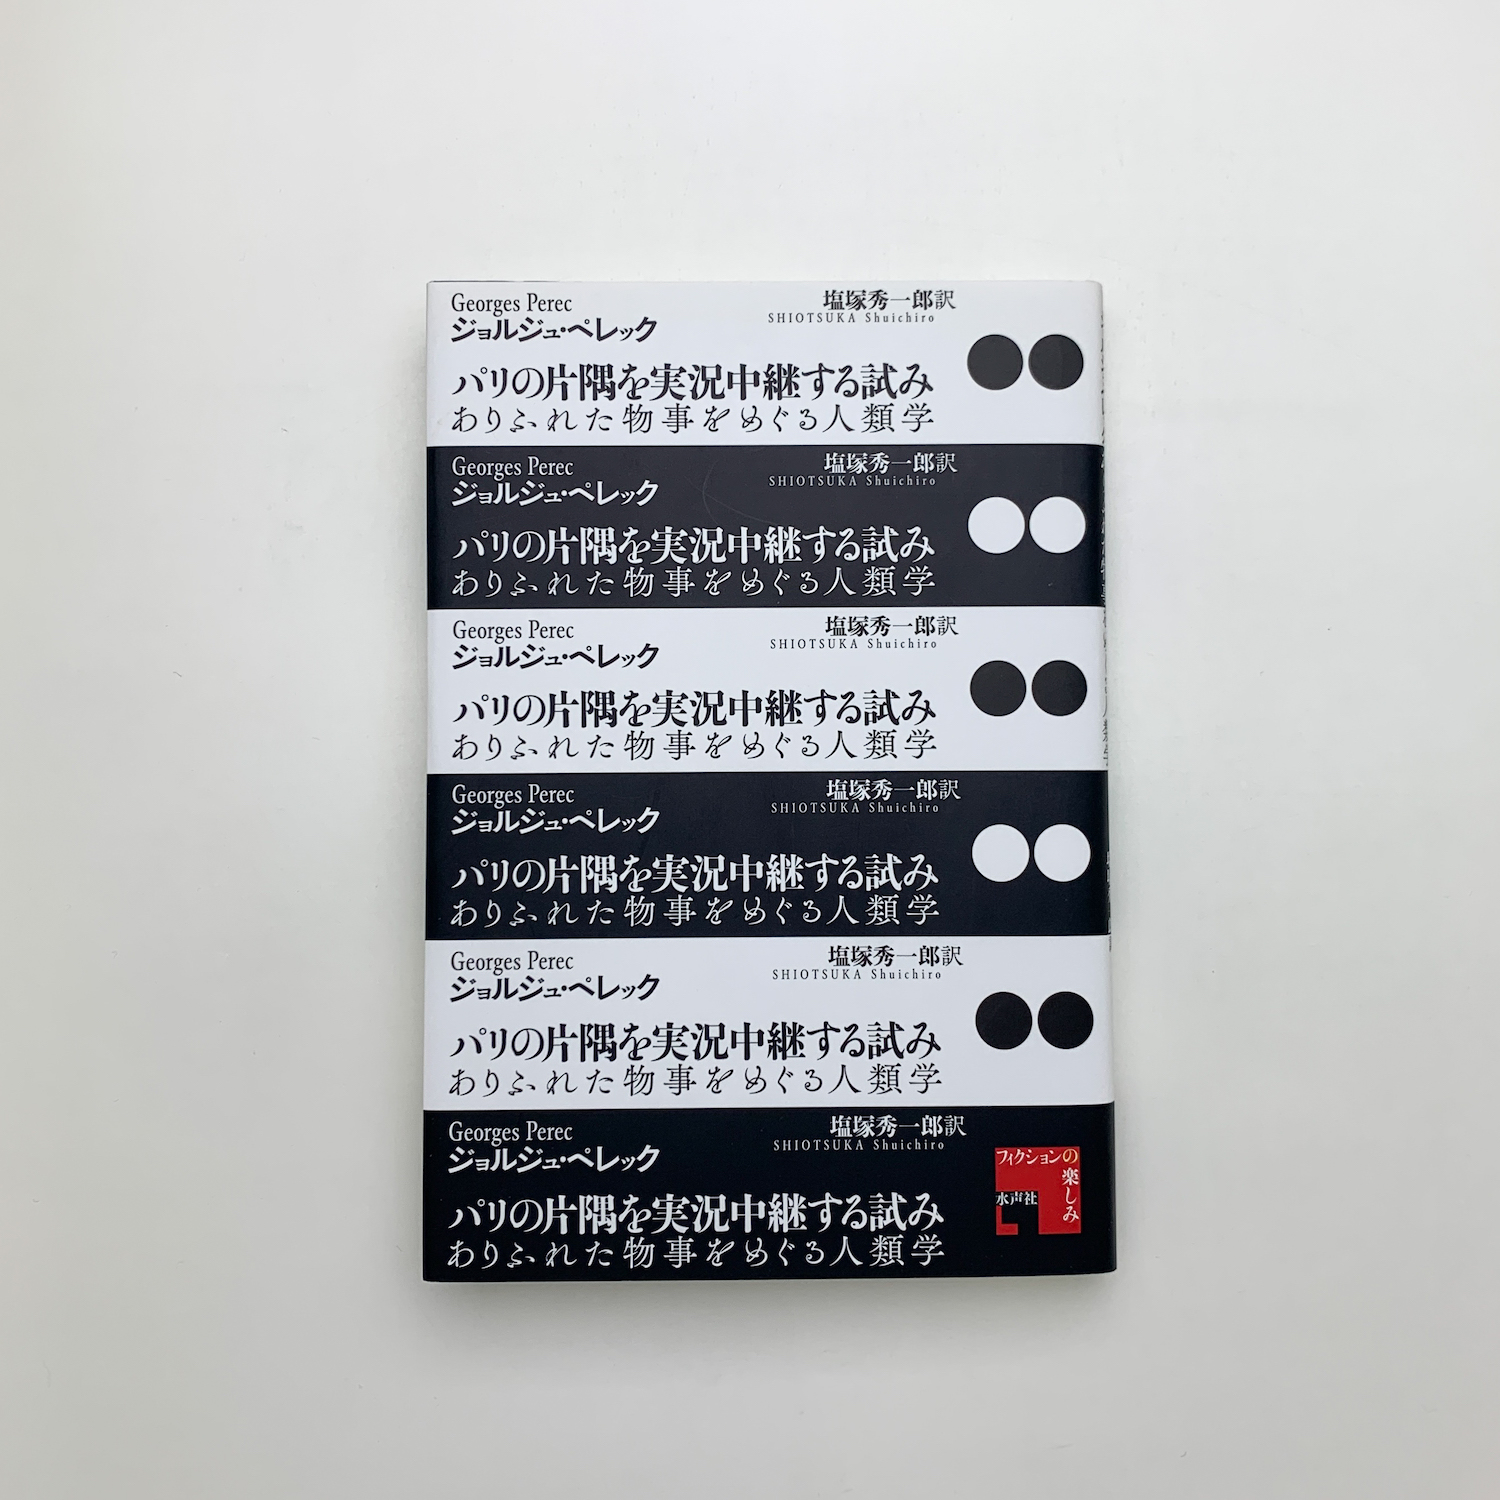 Georges Perec
ジョルジュ・ペレック
塩塚秀一郎訳
SHIOTSUKA Shuichiro
パリの片隅を実況中継する試み
ありふれた物事をめぐる人類学
Georges Perec
ジョルジュ・ペレック
塩塚秀一郎訳
SHIOTSUKA Shuichiro
パリの片隅を実況中継する試み
ありふれた物事をめぐる人類学
Georges Perec
ジョルジュ・ペレック
塩塚秀一郎訳
SHIOTSUKA Shuichiro
パリの片隅を実況中継する試み
ありふれた物事をめぐる人類学
Georges Perec
ジョルジュ・ペレック
塩塚秀一郎訳
SHIOTSUKA Shuichiro
パリの片隅を実況中継する試み
ありふれた物事をめぐる人類学
Georges Perec
ジョルジュ・ペレック
塩塚秀一郎訳
SHIOTSUKA Shuichiro
パリの片隅を実況中継する試み
ありふれた物事をめぐる人類学
Georges Perec
ジョルジュ・ペレック
塩塚秀一郎訳
SHIOTSUKA Shuichiro
パリの片隅を実況中継する試み
ありふれた物事をめぐる人類学
フィクションの楽しみ
水声社